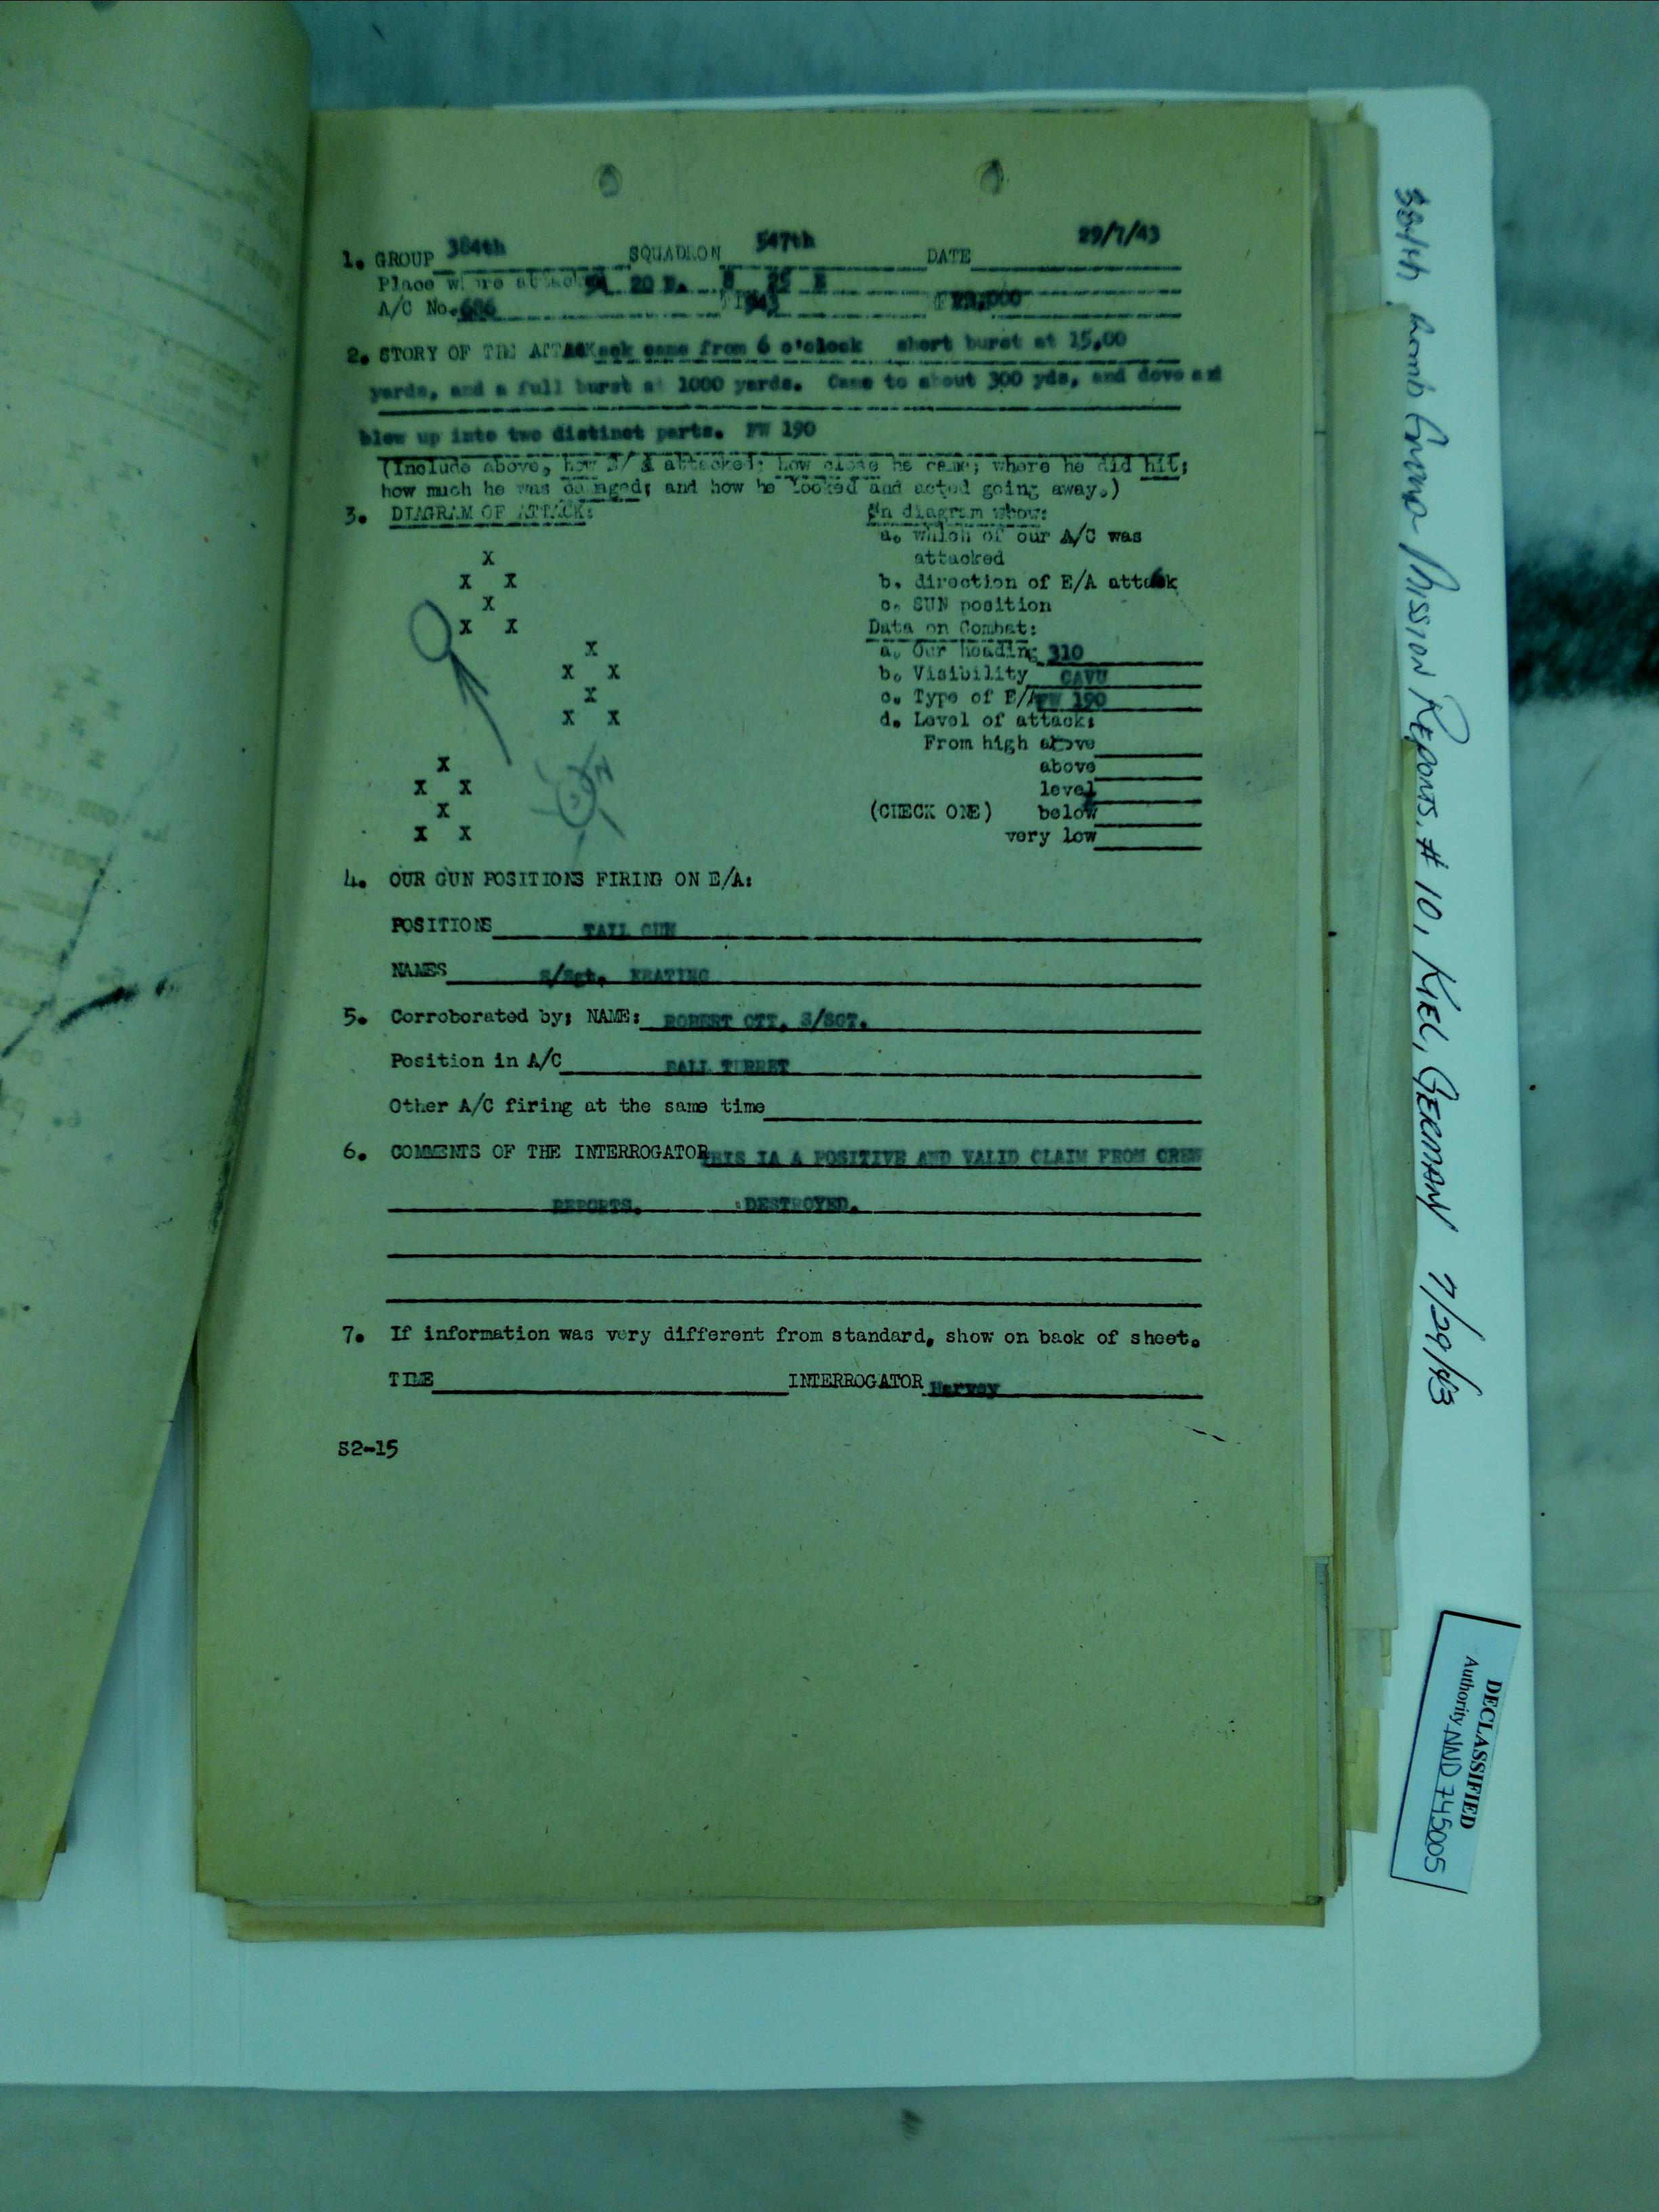 1. GROUP 384th SQUADRON 547th DATE 29/7/43
Place where attacked 54 20 N. 8 25 E
A/C No. 686 943 23,000
2. STORY OF THE ATTACK came from 6 o'clock short burst at 15,00
yards, and a full burst at 1000 yards. Came to about 300 yds, and dove and
blew up into two distinct parts. FW 190
(Include above, how E/A attacked; how close he came; where he did hit;
how much he was damaged; and how he looked and acted going away.)
3. DIAGRAM OF ATTACK:
X
X X
X
X X
X
X X
X
X X
X
X X
X
X X
SUN
On diagram show:
a. which of our A/C was
attacked
b. direction of E/A attack
c. SUN position
Data on Combat:
a. Our heading 310
b. Visibility CAVU
c. Type of E/A FW 190
d. Level of attack:
From high above
above
level
(CHECK ONE) below
very low
4. OUR GUN POSITIONS FIRING ON E/A:
POSITIONS TAIL GUN
NAMES S/Sgt. KEATING
5. Corroborated by; NAME: ROBERT OTT. S/SGT.
Position in A/C BALL TURRET
Other A/C firing at the same time
6. COMMENTS OF THE INTERROGATOR THIS IA A POSITIVE AND VALID CLAIM FROM CREW
REPORTS. DESTROYED.
7. If information was very different from standard, show on back of sheet.
TIME INTERROGATOR Harvey
S2-15
384th Bomb Group Mission Reports. # 10, KIEL, GERMAN 7/29/43
DECLASSIFIED
Authority NND 745005